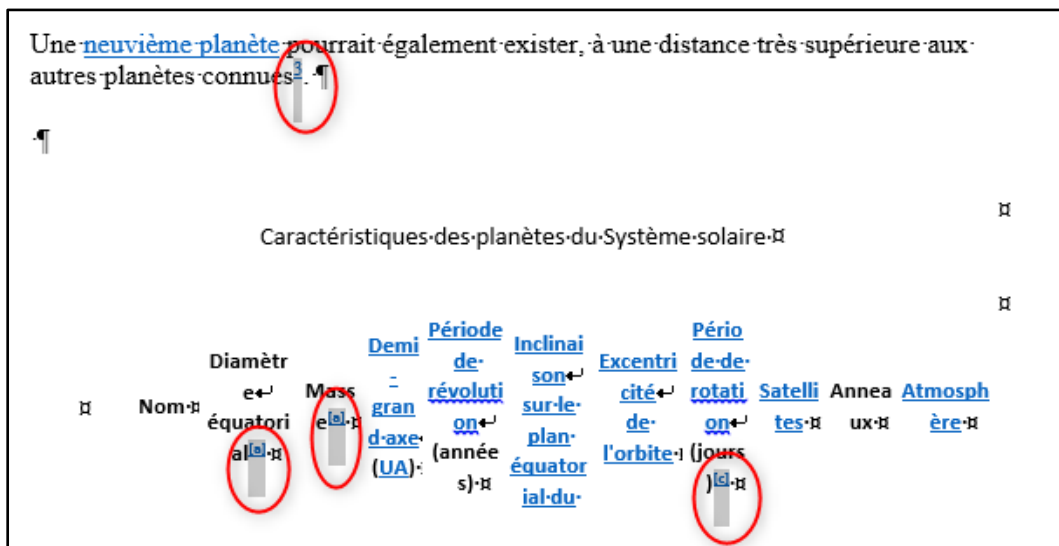 Une neuvième planète pourrait également exister, à une distance très supérieure aux
autres planètes connues3. ¶
¶
¤
Caractéristiques des planètes du Système solaire ¤
¤
¤
Nom ¤
Diamètr
e↵
équatori
al[a] ¤
Mass
e[a] ¤
Demi
-
gran
d-axe
(UA)
Période
de
révoluti
on↵
(année
s) ¤
Inclinai
son↵
sur le
plan
équator
ial du
Excentri
cité↵
de
l'orbite
Pério
de de
rotati
on↵
(jours
)[c] ¤
Satelli
tes ¤
Annea
ux ¤
Atmosph
ère ¤